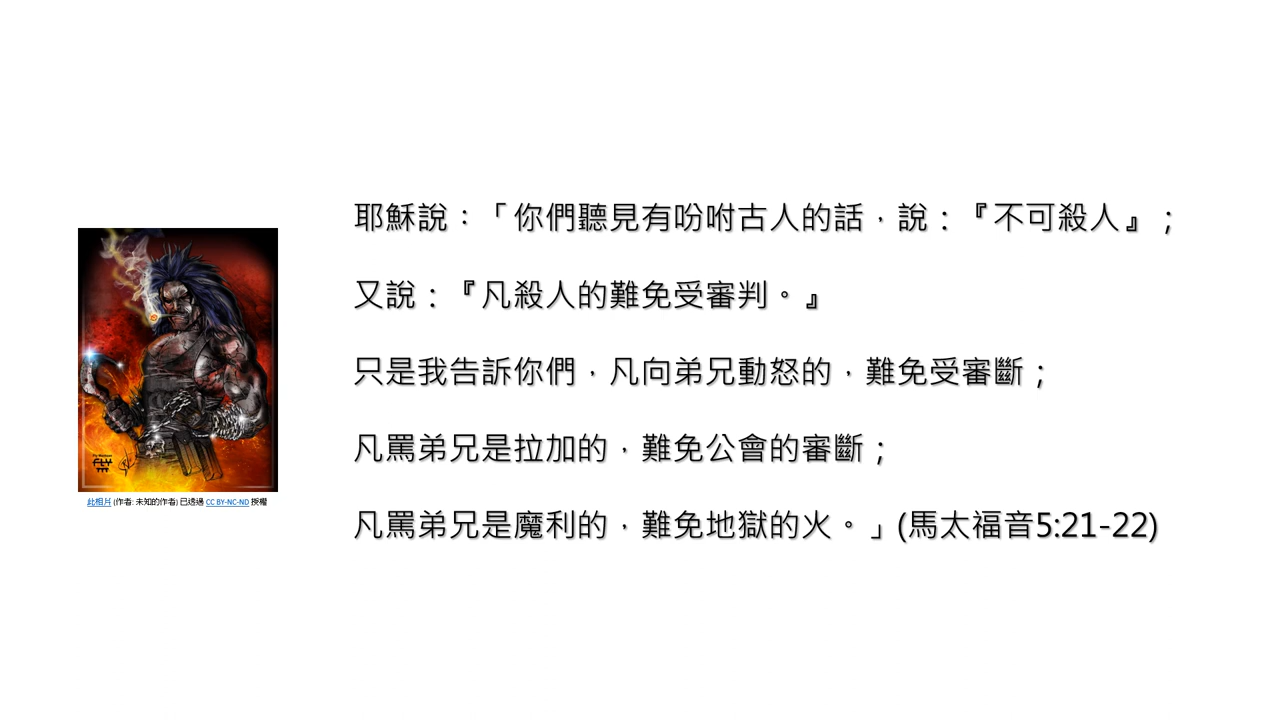 耶穌說：「你們聽見有吩咐古人的話，說：『不可殺人』；
又說：『凡殺人的難免受審判。』
只是我告訴你們，凡向弟兄動怒的，難免受審斷；
凡罵弟兄是拉加的，難免公會的審斷；
凡罵弟兄是魔利的，難免地獄的火。」(馬太福音5:21-22)
此相片 (作者: 未知的作者) 已透過 CC BY-NC-ND 授權